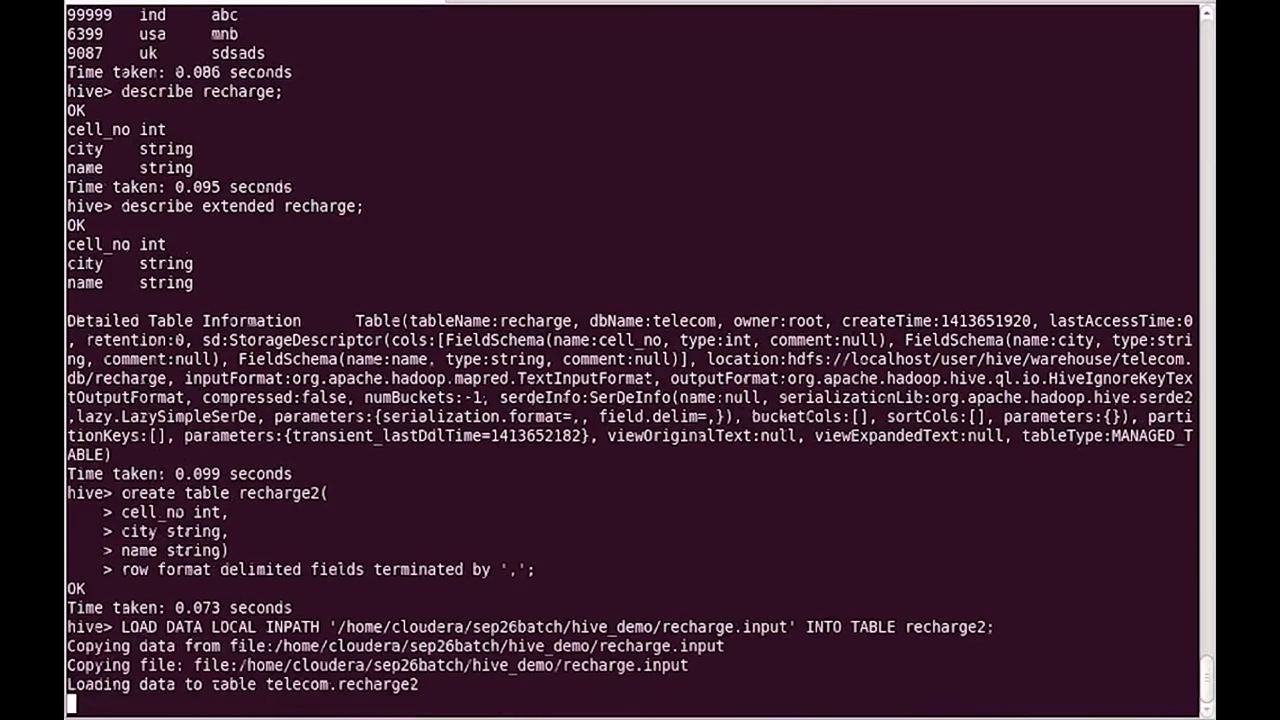 99999   ind     abc
6399    usa     mnb
9087    uk      sdsads
Time taken: 0.086 seconds
hive> describe recharge;
OK
cell_no int
city    string
name    string
Time taken: 0.095 seconds
hive> describe extended recharge;
OK
cell_no int
city    string
name    string
Detailed Table Information      Table(tableName:recharge, dbName:telecom, owner:root, createTime:1413651920, lastAccessTime:0
, retention:0, sd:StorageDescriptor(cols:[FieldSchema(name:cell_no, type:int, comment:null), FieldSchema(name:city, type:stri
ng, comment:null), FieldSchema(name:name, type:string, comment:null)], location:hdfs://localhost/user/hive/warehouse/telecom.
db/recharge, inputFormat:org.apache.hadoop.mapred.TextInputFormat, outputFormat:org.apache.hadoop.hive.ql.io.HiveIgnoreKeyTex
tOutputFormat, compressed:false, numBuckets:-1, serdeInfo:SerDeInfo(name:null, serializationLib:org.apache.hadoop.hive.serde2
.lazy.LazySimpleSerDe, parameters:{serialization.format=,, field.delim=,}), bucketCols:[], sortCols:[], parameters:{}), parti
tionKeys:[], parameters:{transient_lastDdlTime=1413652182}, viewOriginalText:null, viewExpandedText:null, tableType:MANAGED_T
ABLE)
Time taken: 0.099 seconds
hive> create table recharge2(
    > cell_no int,
    > city string,
    > name string)
    > row format delimited fields terminated by ',';
OK
Time taken: 0.073 seconds
hive> LOAD DATA LOCAL INPATH '/home/cloudera/sep26batch/hive_demo/recharge.input' INTO TABLE recharge2;
Copying data from file:/home/cloudera/sep26batch/hive_demo/recharge.input
Copying file: file:/home/cloudera/sep26batch/hive_demo/recharge.input
Loading data to table telecom.recharge2